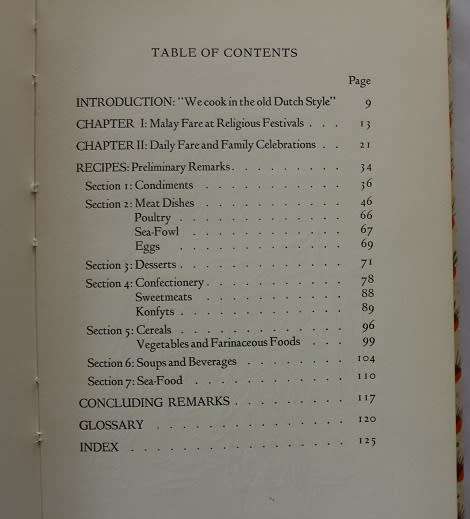 TABLE OF CONTENTS
Page
INTRODUCTION: "We cook in the old Dutch Style" 9
CHAPTER I: Malay Fare at Religious Festivals . . . 13
CHAPTER II: Daily Fare and Family Celebrations . . 21
RECIPES: Preliminary Remarks . . . . . . . . . 34
Section 1: Condiments . . . . . . . . . . 36
Section 2: Meat Dishes . . . . . . . . . . 46
Poultry . . . . . . . . . . . . 66
Sea-Fowl . . . . . . . . . . . 67
Eggs . . . . . . . . . . . . 69
Section 3: Desserts . . . . . . . . . . . . 71
Section 4: Confectionery . . . . . . . . . . 78
Sweetmeats . . . . . . . . . . 88
Konfyts . . . . . . . . . . . . 89
Section 5: Cereals . . . . . . . . . . . . 96
Vegetables and Farinaceous Foods . . . 99
Section 6: Soups and Beverages . . . . . . . 104
Section 7: Sea-Food . . . . . . . . . . . 110
CONCLUDING REMARKS . . . . . . . . . 117
GLOSSARY . . . . . . . . . . . . . 120
INDEX . . . . . . . . . . . . . . . 125